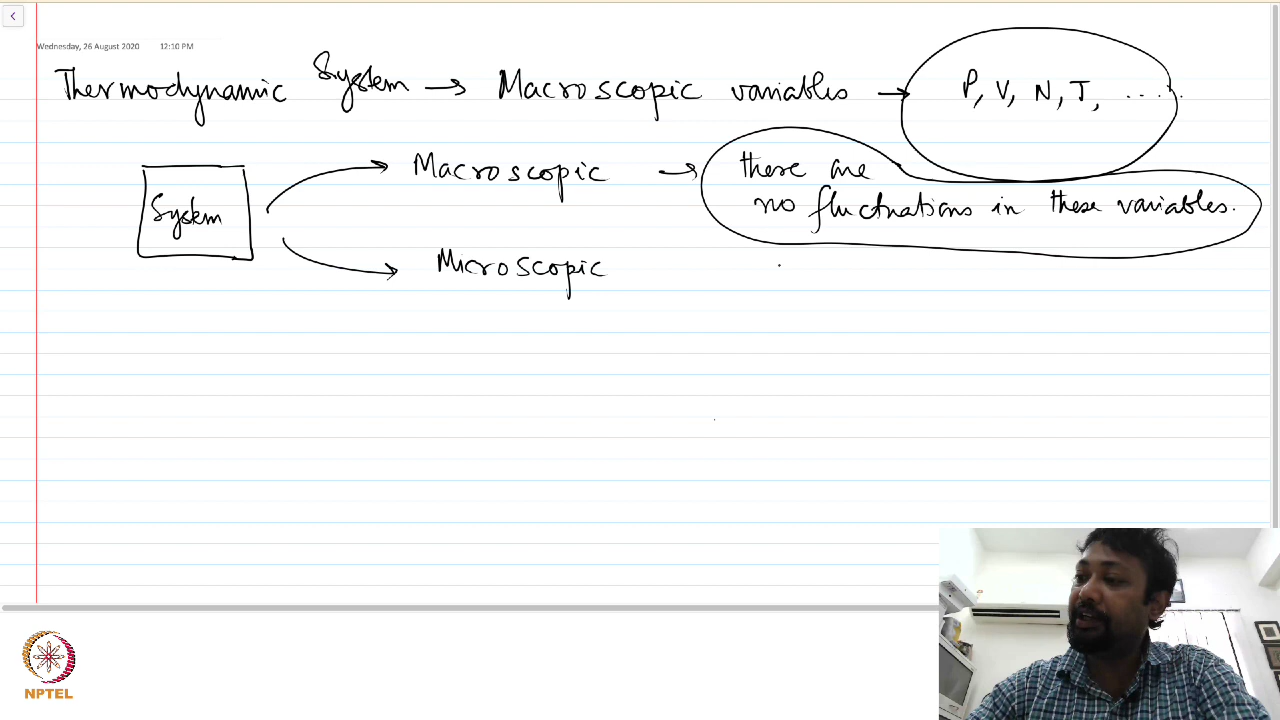 Wednesday, 26 August 2020 12:10 PM
Thermodynamic System → Macroscopic variables → P, V, N, T, .....
Macroscopic → there are
System no fluctuations in these variables.
Microscopic
NPTEL